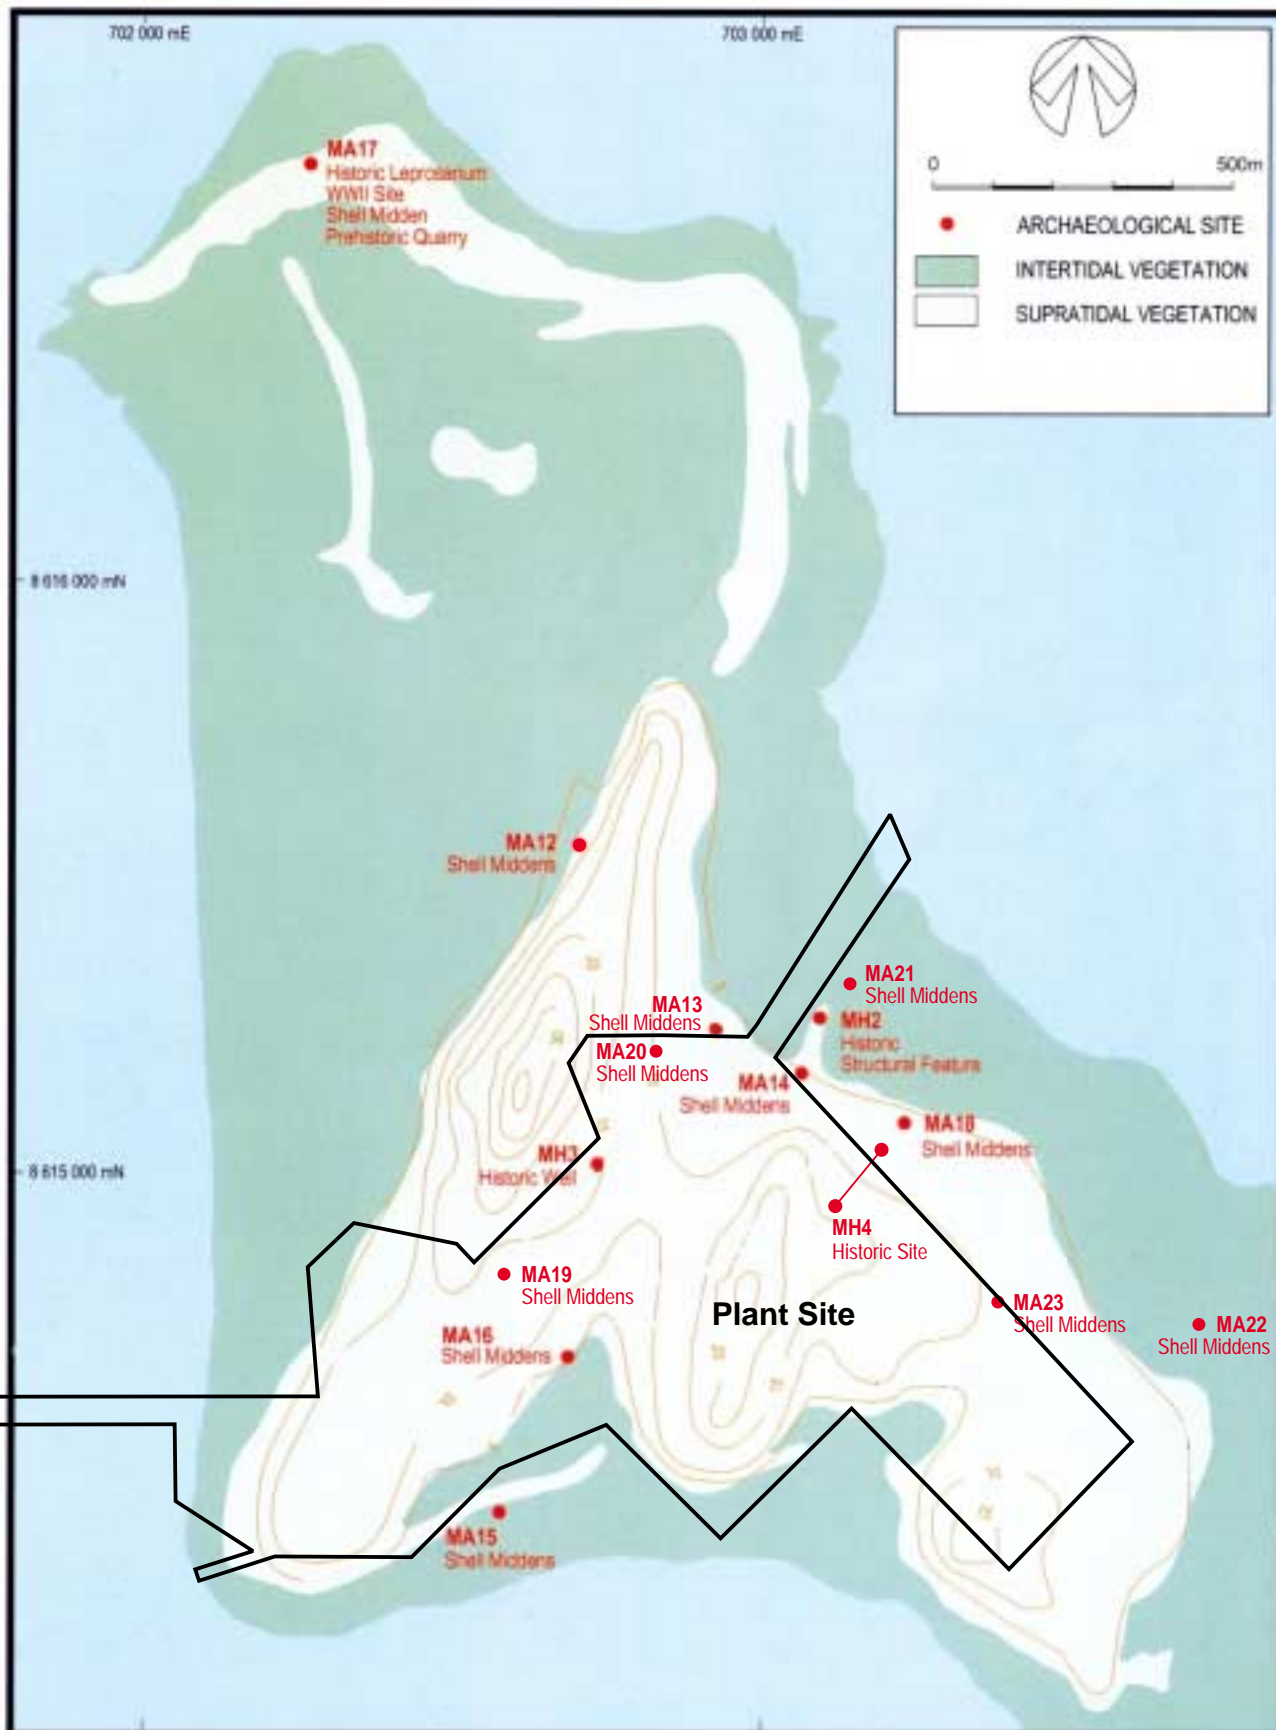 702 000 mE
703 000 mE
0
500m
ARCHAEOLOGICAL SITE
INTERTIDAL VEGETATION
SUPRATIDAL VEGETATION
MA17
Historic Leprosarium
WWII Site
Shell Midden
Prehistoric Quarry
8 616 000 mN
MA12
Shell Middens
MA21
Shell Middens
MA13
Shell Middens
MH2
Historic
Structural Feature
MA20
Shell Middens
MA14
Shell Middens
MA18
Shell Middens
MH3
Historic Well
8 615 000 mN
MH4
Historic Site
MA19
Shell Middens
Plant Site
MA23
Shell Middens
MA22
Shell Middens
MA16
Shell Middens
MA15
Shell Middens